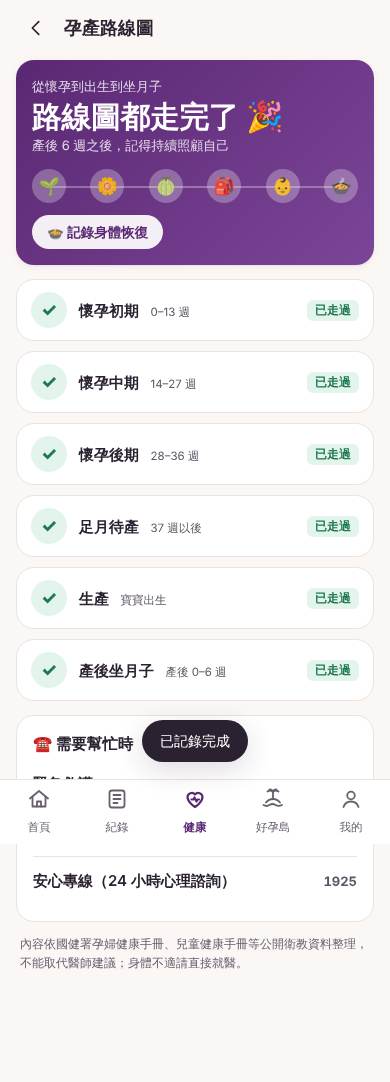 孕產路線圖
從懷孕到出生到坐月子
路線圖都走完了 🎉
產後 6 週之後，記得持續照顧自己
記錄身體恢復
懷孕初期 0–13 週 已走過
懷孕中期 14–27 週 已走過
懷孕後期 28–36 週 已走過
足月待產 37 週以後 已走過
生產 寶寶出生 已走過
產後坐月子 產後 0–6 週 已走過
☎️ 需要幫忙時
已記錄完成
首頁 紀錄 健康 好孕島 我的
安心專線（24 小時心理諮詢） 1925
內容依國健署孕婦健康手冊、兒童健康手冊等公開衛教資料整理，
不能取代醫師建議；身體不適請直接就醫。